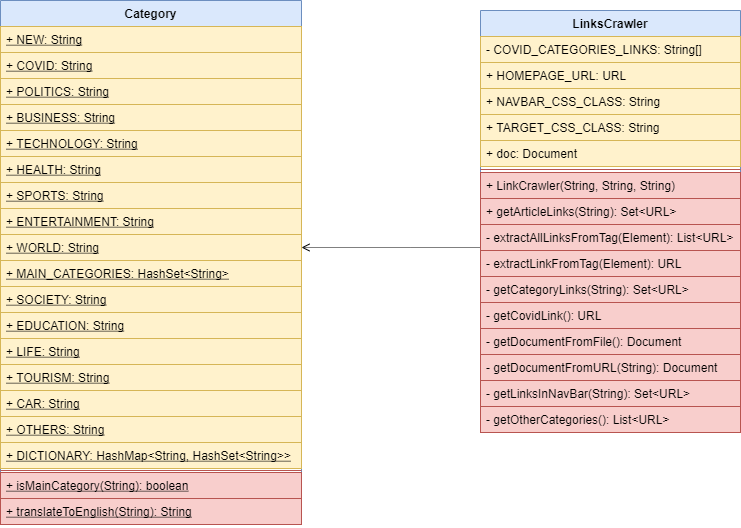 Category
+ NEW: String
+ COVID: String
+ POLITICS: String
+ BUSINESS: String
+ TECHNOLOGY: String
+ HEALTH: String
+ SPORTS: String
+ ENTERTAINMENT: String
+ WORLD: String
+ MAIN_CATEGORIES: HashSet<String>
+ SOCIETY: String
+ EDUCATION: String
+ LIFE: String
+ TOURISM: String
+ CAR: String
+ OTHERS: String
+ DICTIONARY: HashMap<String, HashSet<String>>
+ isMainCategory(String): boolean
+ translateToEnglish(String): String
LinksCrawler
- COVID_CATEGORIES_LINKS: String[]
+ HOMEPAGE_URL: URL
+ NAVBAR_CSS_CLASS: String
+ TARGET_CSS_CLASS: String
+ doc: Document
+ LinkCrawler(String, String, String)
+ getArticleLinks(String): Set<URL>
- extractAllLinksFromTag(Element): List<URL>
- extractLinkFromTag(Element): URL
- getCategoryLinks(String): Set<URL>
- getCovidLink(): URL
- getDocumentFromFile(): Document
- getDocumentFromURL(String): Document
- getLinksInNavBar(String): Set<URL>
- getOtherCategories(): List<URL>